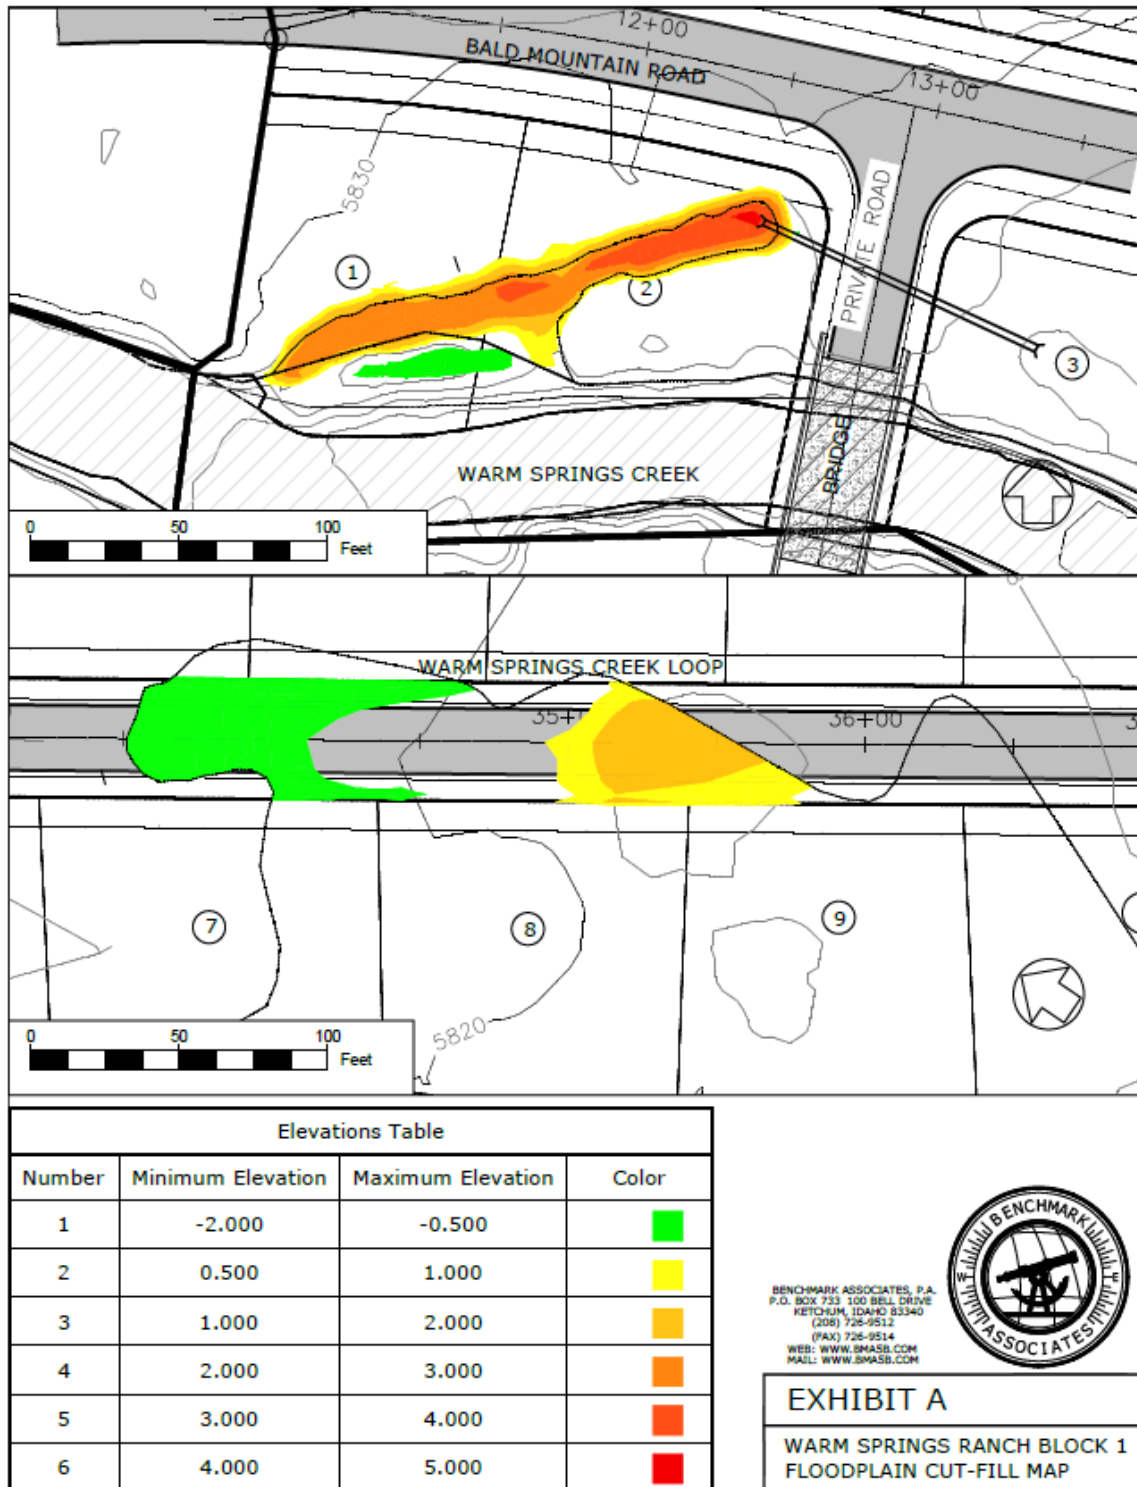 12+00
BALD MOUNTAIN ROAD
13+00
5830
PRIVATE ROAD
1
2
3
BRIDGE
WARM SPRINGS CREEK
0 50 100
Feet
WARM SPRINGS CREEK LOOP
36+00
7
8
9
5820
0 50 100
Feet
Elevations Table
Number Minimum Elevation Maximum Elevation Color
1 -2.000 -0.500
2 0.500 1.000
3 1.000 2.000
4 2.000 3.000
5 3.000 4.000
6 4.000 5.000
BENCHMARK
W E
ASSOCIATES
BENCHMARK ASSOCIATES, P.A.
P.O. BOX 733 100 BELL DRIVE
KETCHUM, IDAHO 83340
(208) 726-9512
(FAX) 726-9514
WEB: WWW.BMASB.COM
MAIL: WWW.BMASB.COM
EXHIBIT A
WARM SPRINGS RANCH BLOCK 1
FLOODPLAIN CUT-FILL MAP